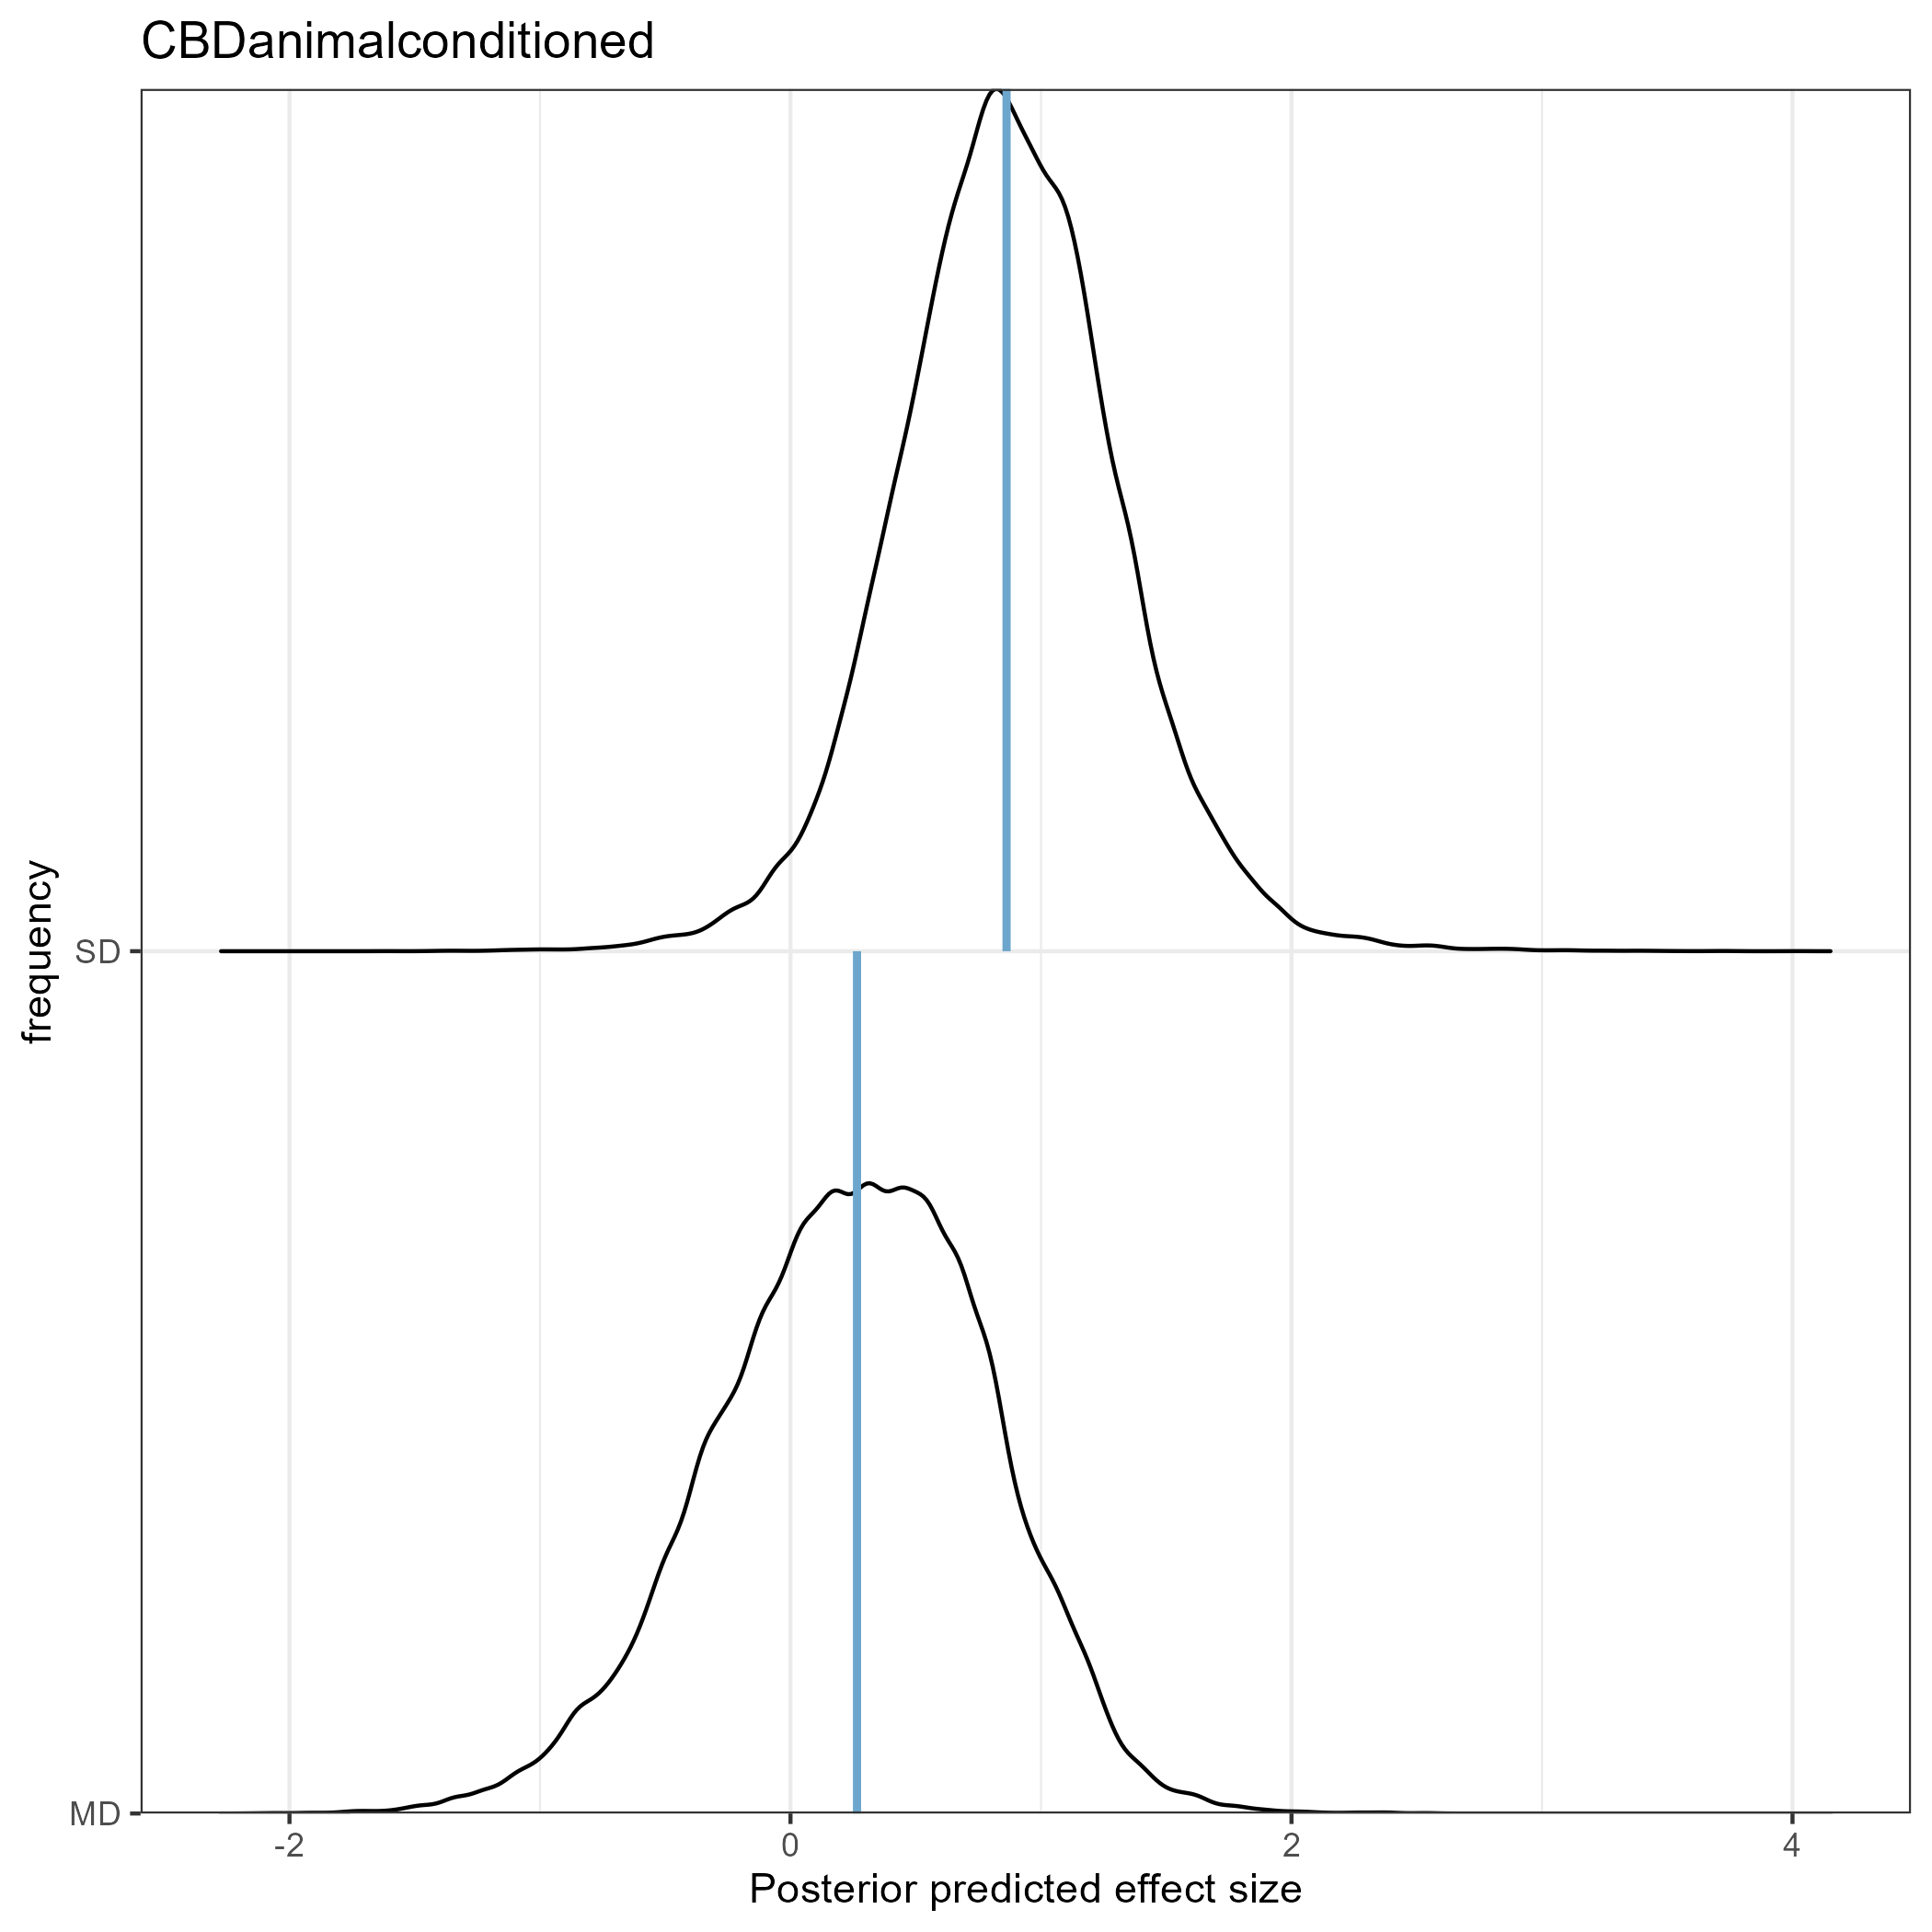 CBDanimalconditioned
frequency
SD
MD
-2
0
2
4
Posterior predicted effect size